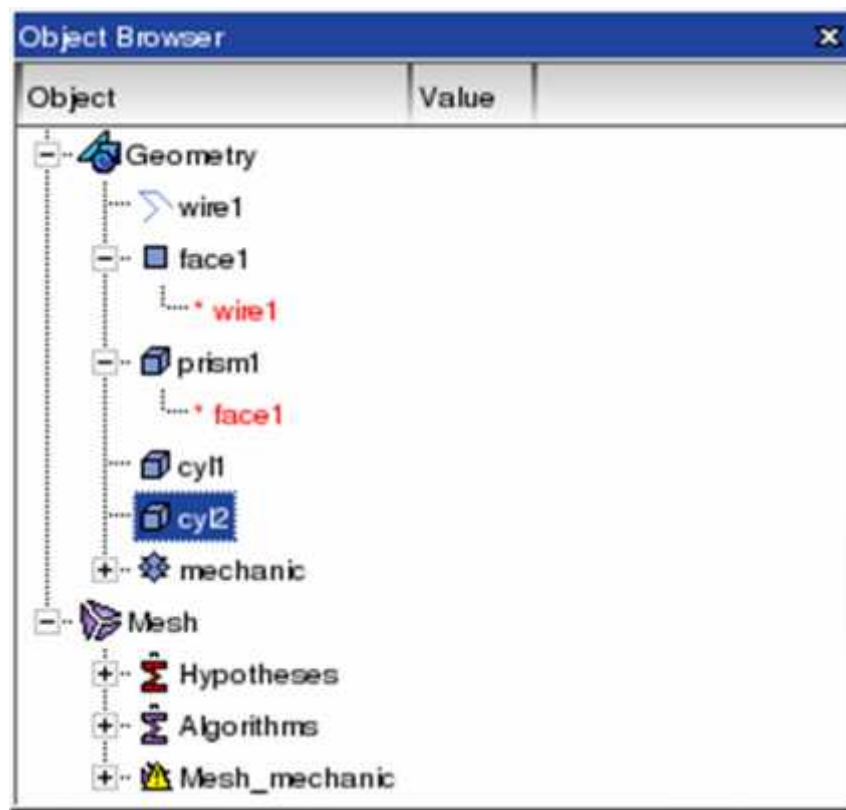 Object Browser
Object Value
Geometry
wire1
face1
* wire1
prism1
* face1
cyl1
cyl2
mechanic
Mesh
Hypotheses
Algorithms
Mesh_mechanic